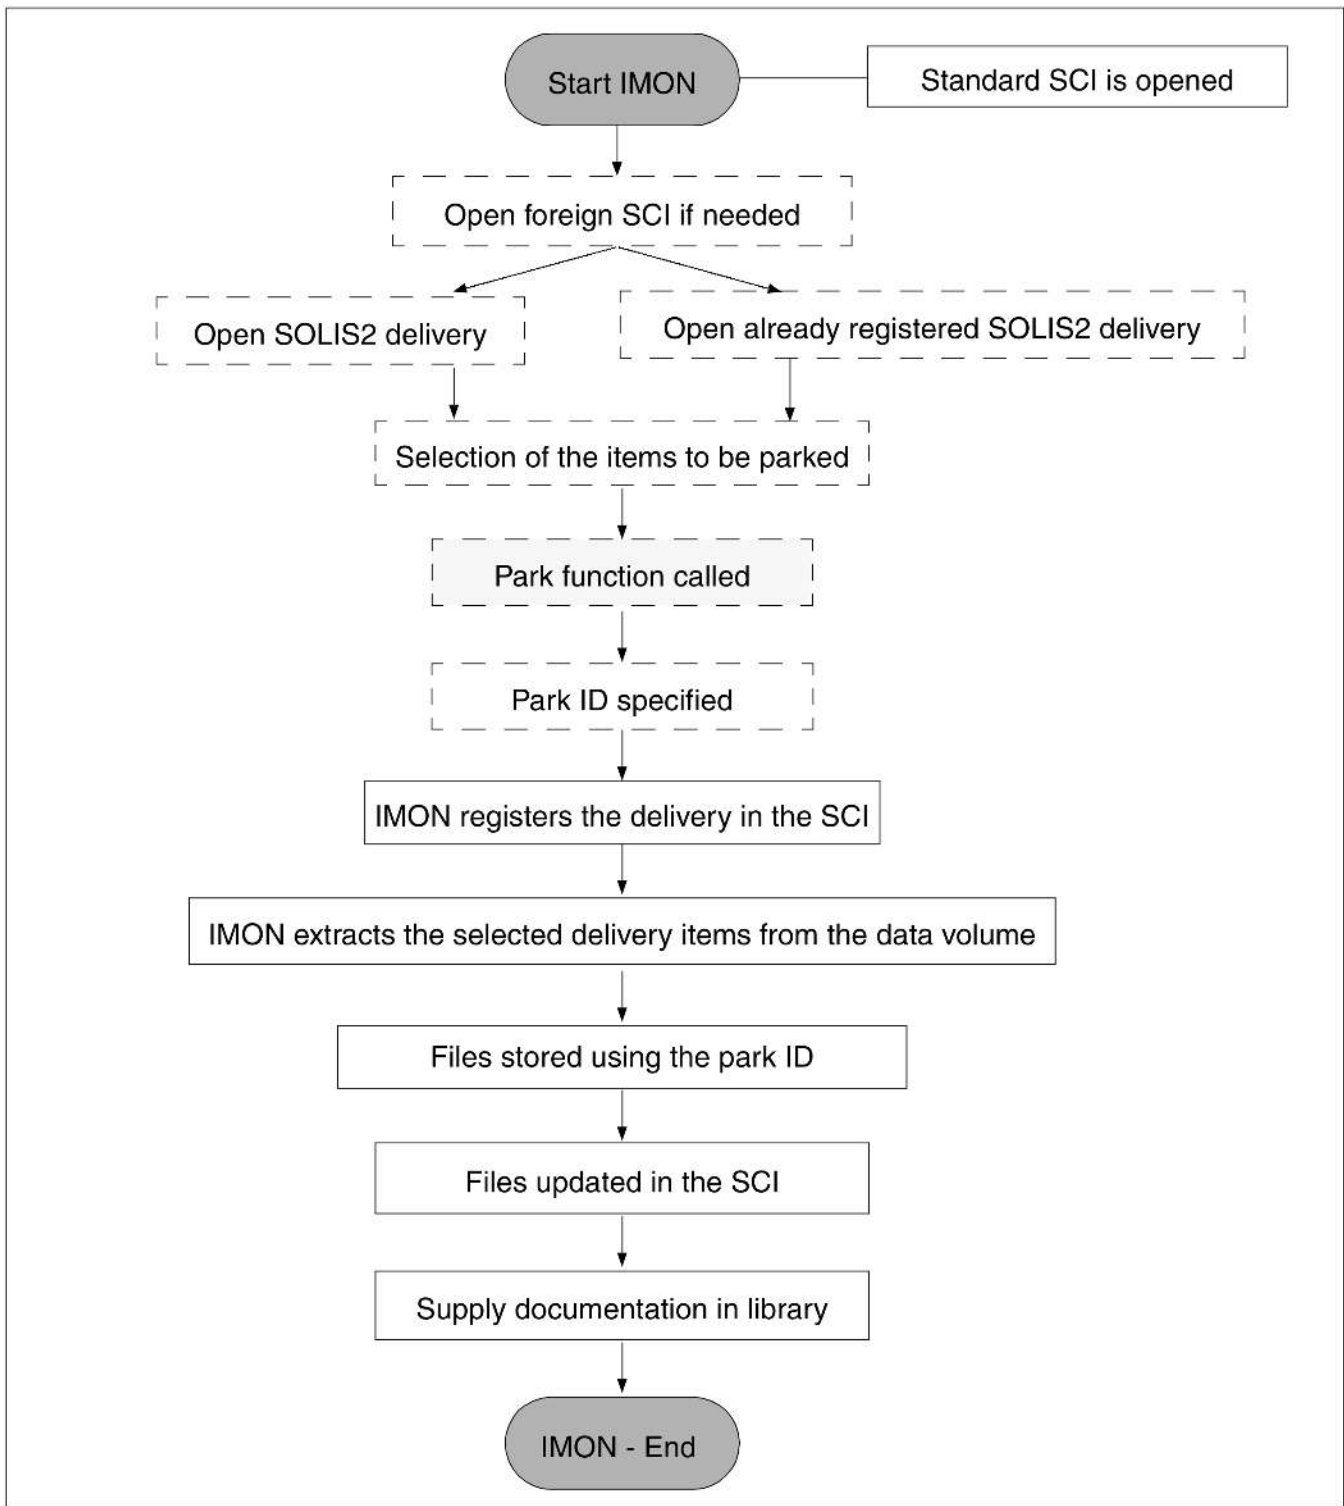 Start IMON
Standard SCI is opened
Open foreign SCI if needed
Open SOLIS2 delivery
Open already registered SOLIS2 delivery
Selection of the items to be parked
Park function called
Park ID specified
IMON registers the delivery in the SCI
IMON extracts the selected delivery items from the data volume
Files stored using the park ID
Files updated in the SCI
Supply documentation in library
IMON - End